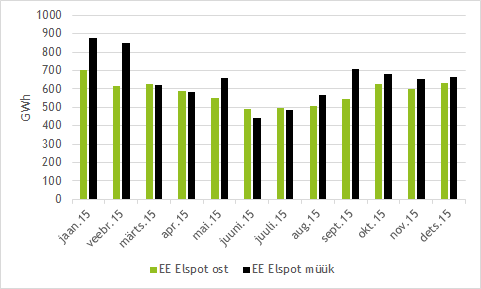 1000
900
800
700
600
500
400
300
200
100
0
GWh
jaan.15
veebr.15
märts.15
apr.15
mai.15
juuni.15
juuli.15
aug.15
sept.15
okt.15
nov.15
dets.15
EE Elspot ost
EE Elspot müük